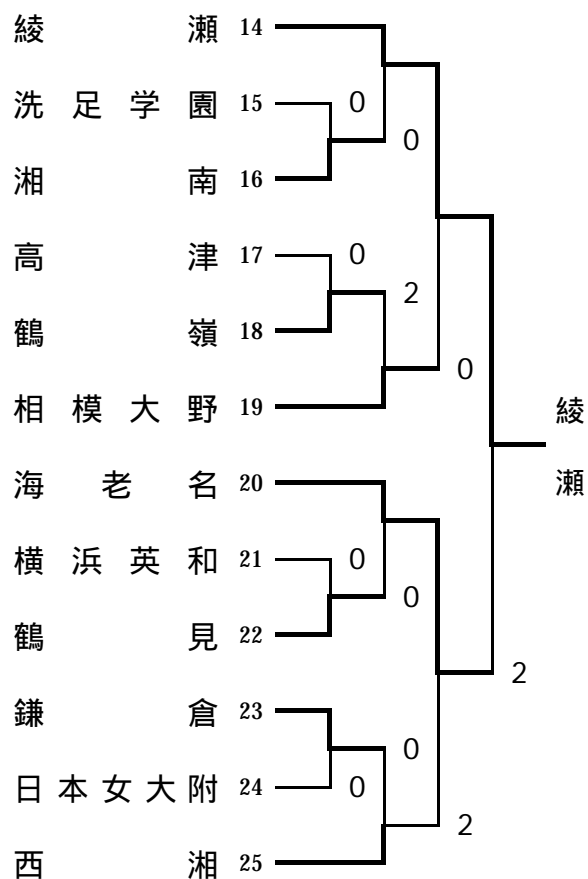 綾瀬 14
洗足学園 15
0
0
湘南 16
高津 17
0
2
鶴嶺 18
0
相模大野 19
綾瀬
海老名 20
横浜英和 21
0
0
鶴見 22
2
鎌倉 23
0
日本女大附 24
0
2
西湘 25